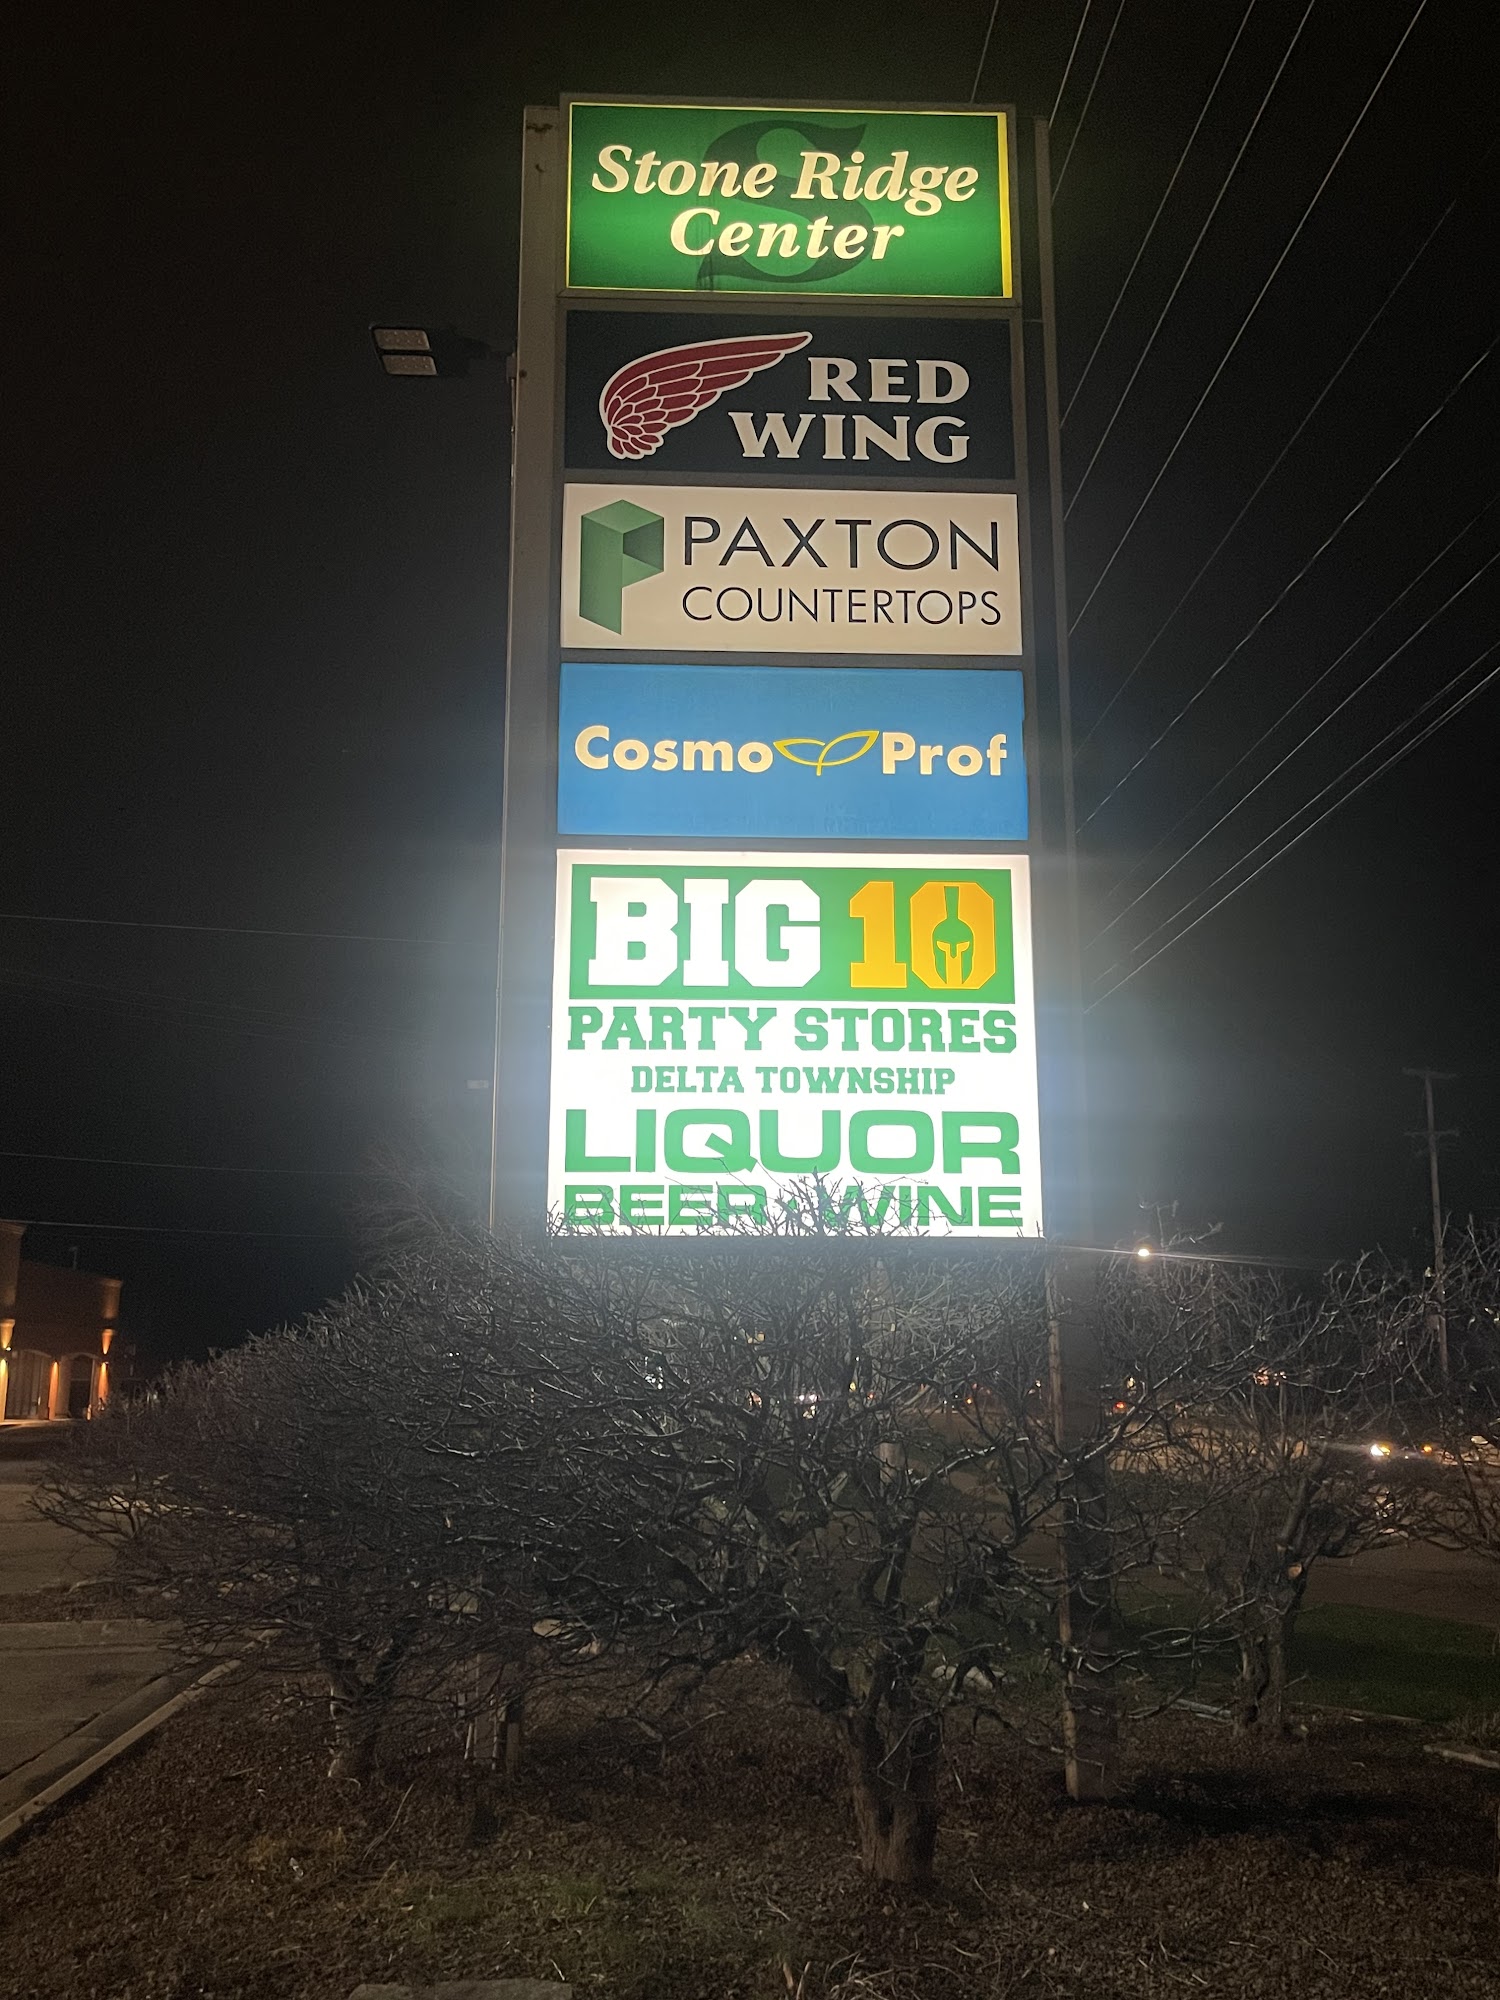 Stone Ridge
Center
RED
WING
PAXTON
COUNTERTOPS
Cosmo Prof
BIG 10
PARTY STORES
DELTA TOWNSHIP
LIQUOR
BEER · WINE